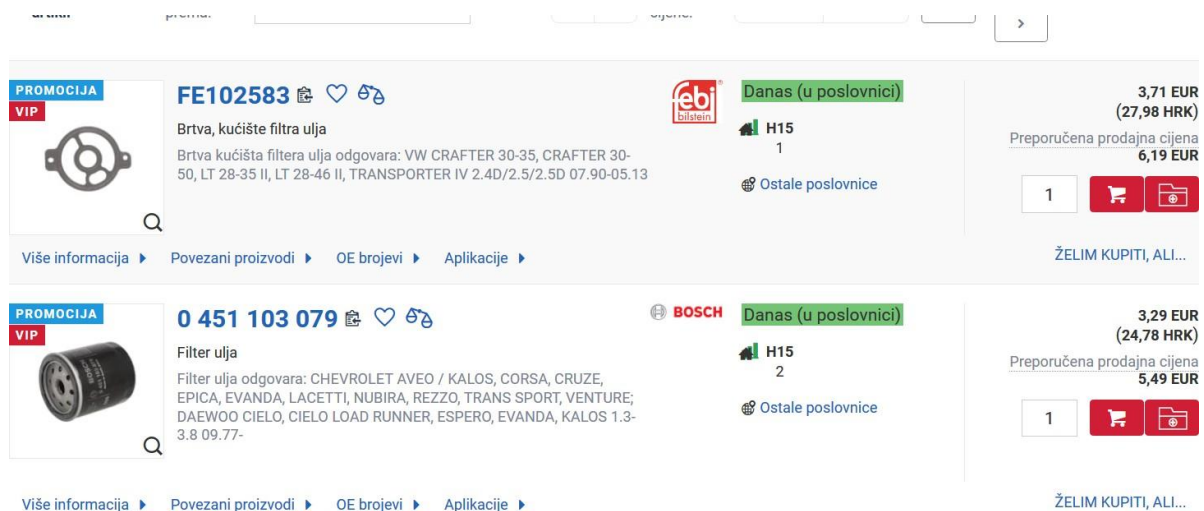 artikli
prema:
cijene:
PROMOCIJA
VIP
FE102583
Brtva, kućište filtra ulja
Brtva kućišta filtera ulja odgovara: VW CRAFTER 30-35, CRAFTER 30-
50, LT 28-35 II, LT 28-46 II, TRANSPORTER IV 2.4D/2.5/2.5D 07.90-05.13
febi
bilstein
Danas (u poslovnici)
H15
1
Ostale poslovnice
3,71 EUR
(27,98 HRK)
Preporučena prodajna cijena
6,19 EUR
1
Više informacija
Povezani proizvodi
OE brojevi
Aplikacije
ŽELIM KUPITI, ALI...
PROMOCIJA
VIP
0 451 103 079
Filter ulja
Filter ulja odgovara: CHEVROLET AVEO / KALOS, CORSA, CRUZE,
EPICA, EVANDA, LACETTI, NUBIRA, REZZO, TRANS SPORT, VENTURE;
DAEWOO CIELO, CIELO LOAD RUNNER, ESPERO, EVANDA, KALOS 1.3-
3.8 09.77-
BOSCH
BOSCH
Danas (u poslovnici)
H15
2
Ostale poslovnice
3,29 EUR
(24,78 HRK)
Preporučena prodajna cijena
5,49 EUR
1
Više informacija
Povezani proizvodi
OE brojevi
Aplikacije
ŽELIM KUPITI, ALI...